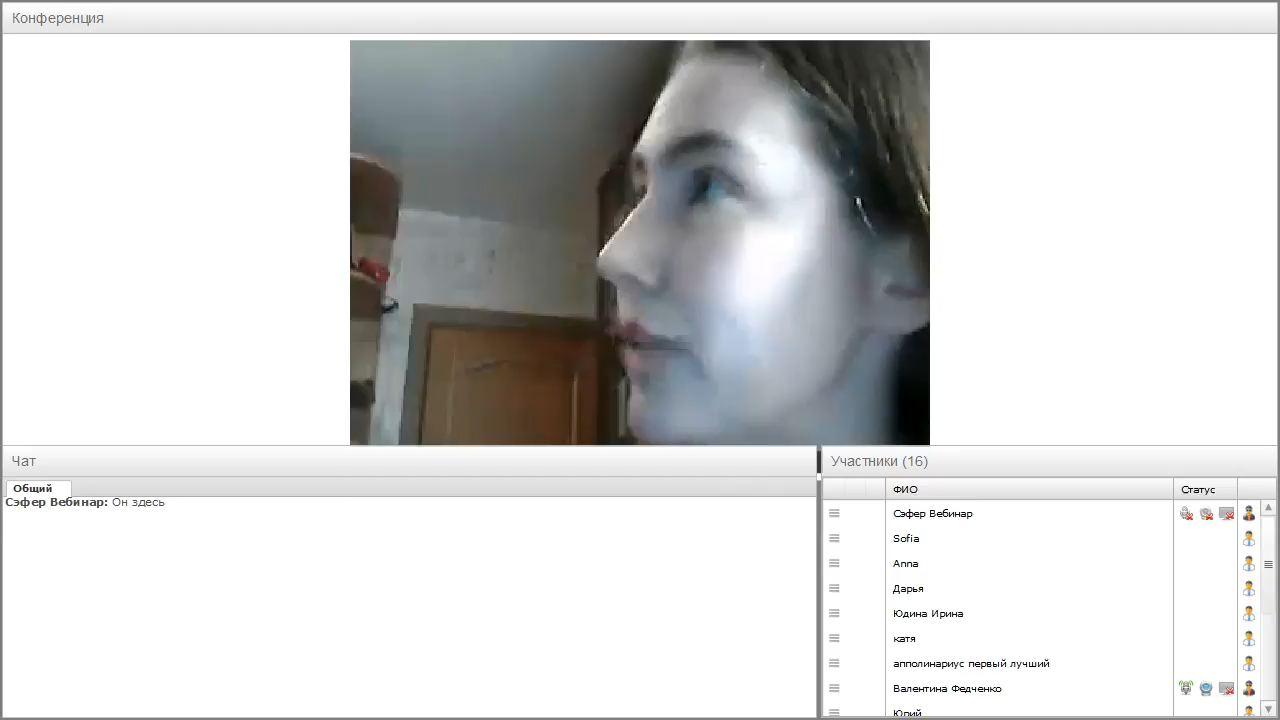 Конференция
Чат
Общий
Сэфер Вебинар: Он здесь
Участники (16)
ФИО Статус
Сэфер Вебинар
Sofia
Anna
Дарья
Юдина Ирина
катя
апполинариус первый лучший
Валентина Федченко
Юрий